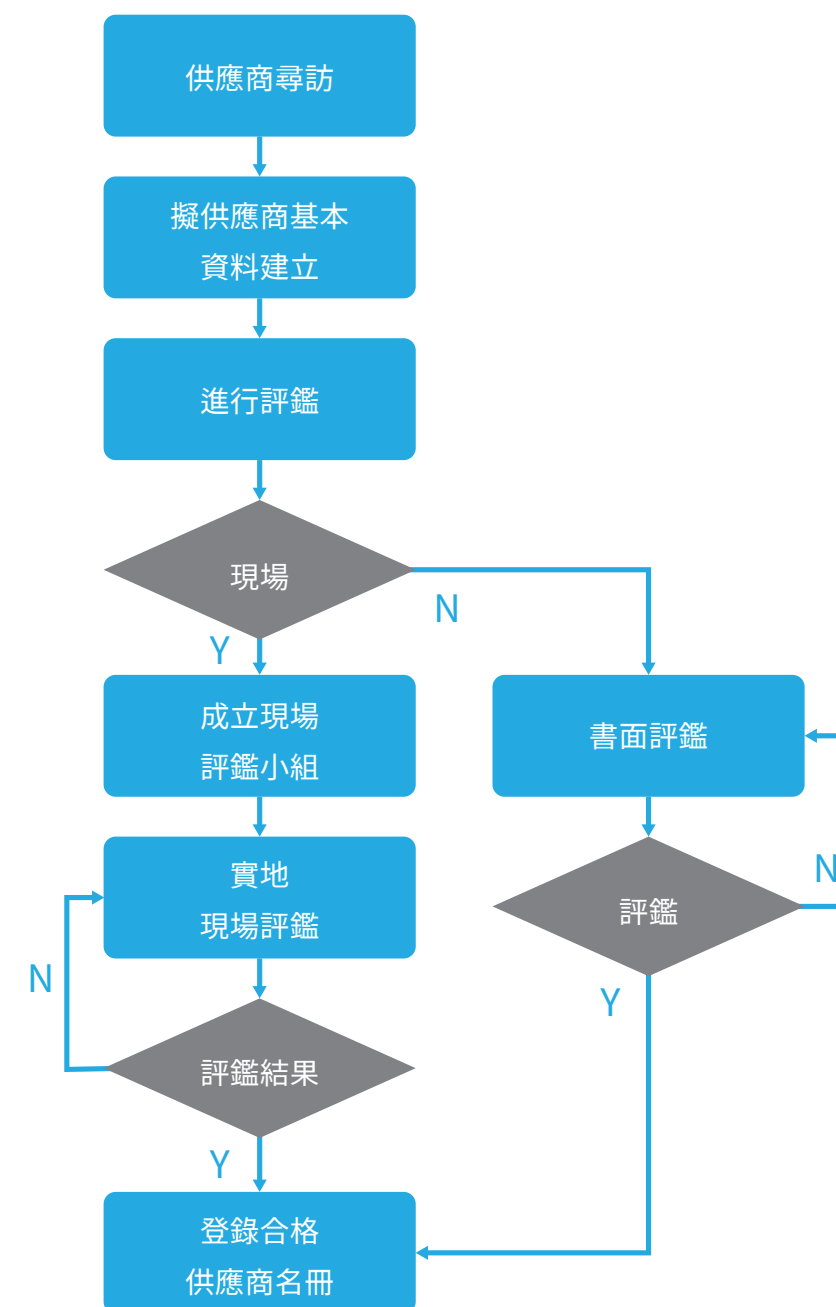 供應商尋訪
擬供應商基本
資料建立
進行評鑑
現場
N
Y
成立現場
評鑑小組
書面評鑑
實地
現場評鑑
N
評鑑
N
Y
評鑑結果
Y
登錄合格
供應商名冊